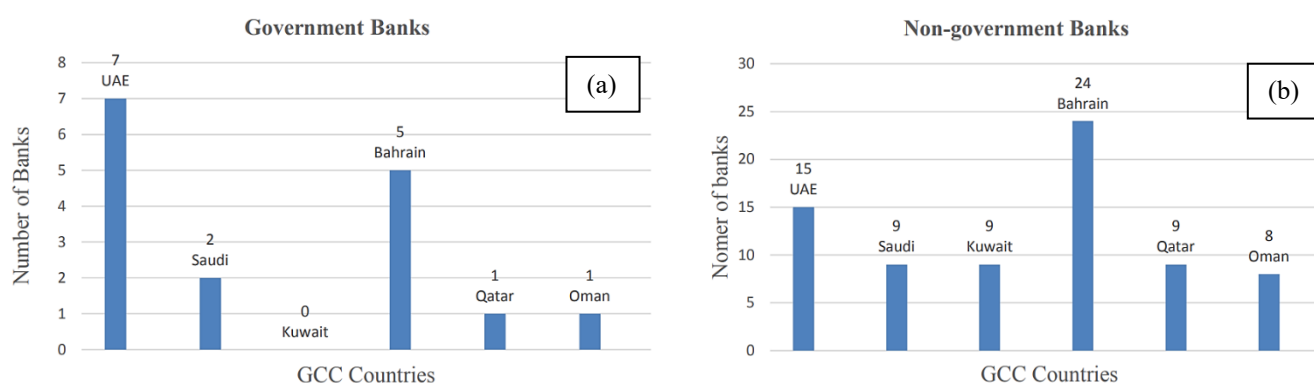 Government Banks
(a)
Number of Banks
8
7
6
5
4
3
2
1
0
7
UAE
2
Saudi
0
Kuwait
5
Bahrain
1
Qatar
1
Oman
GCC Countries
Non-government Banks
(b)
Nomer of banks
30
25
20
15
10
5
0
15
UAE
9
Saudi
9
Kuwait
24
Bahrain
9
Qatar
8
Oman
GCC Countries